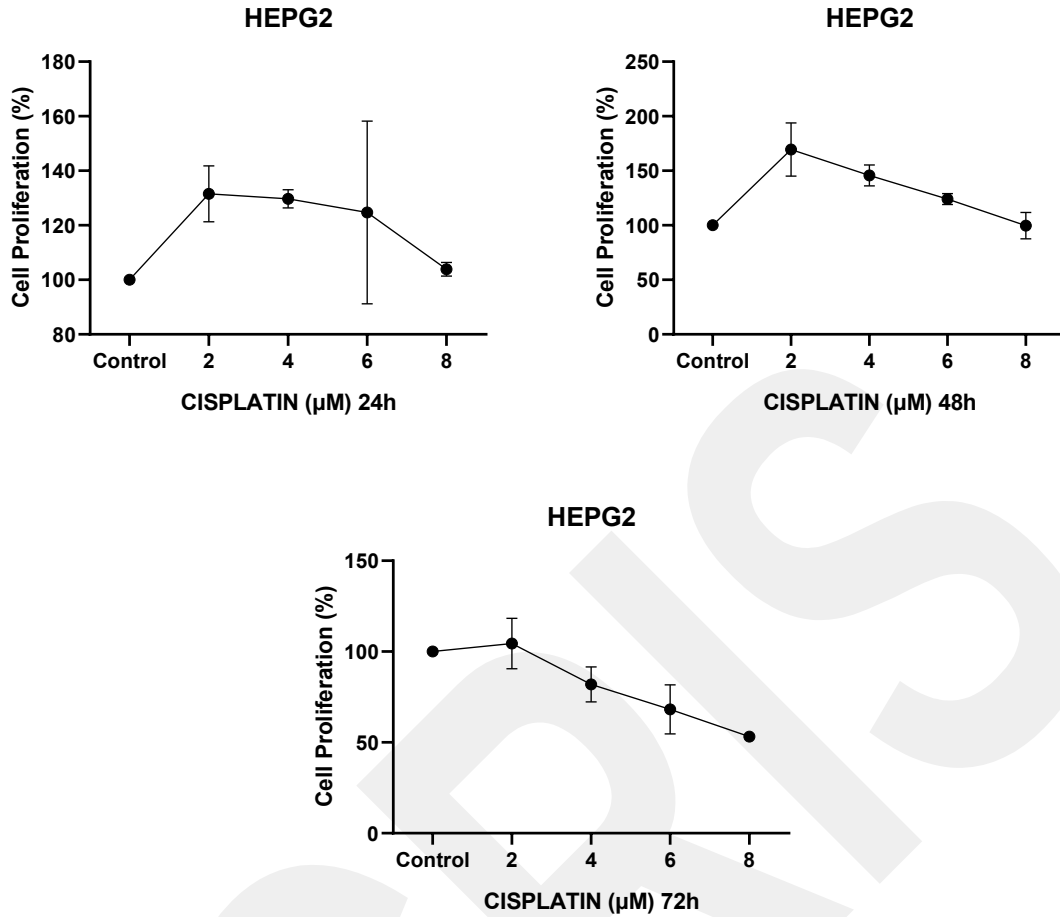 HEPG2
180
160
140
120
100
80
Cell Proliferation (%)
Control 2 4 6 8
CISPLATIN (µM) 24h
HEPG2
250
200
150
100
50
0
Cell Proliferation (%)
Control 2 4 6 8
CISPLATIN (µM) 48h
HEPG2
150
100
50
0
Cell Proliferation (%)
Control 2 4 6 8
CISPLATIN (µM) 72h